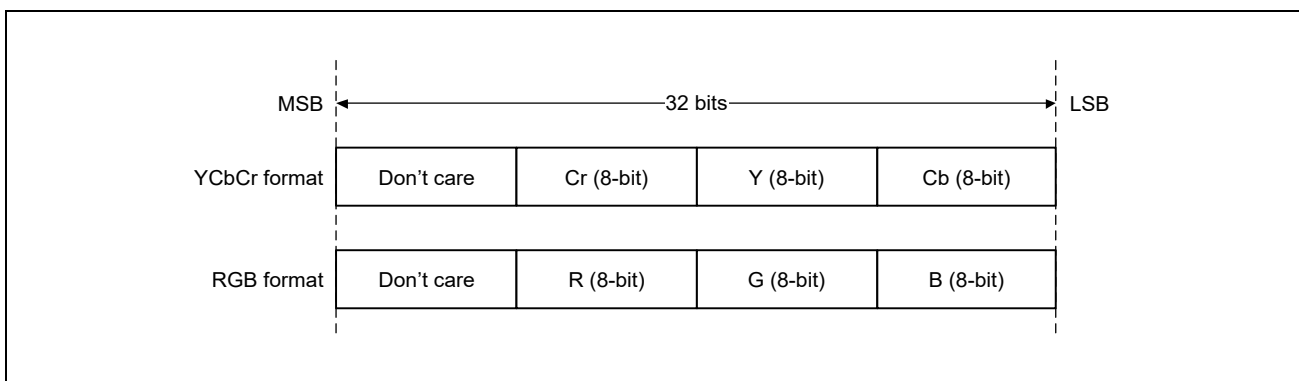 MSB 32 bits LSB
YCbCr format Don’t care Cr (8-bit) Y (8-bit) Cb (8-bit)
RGB format Don’t care R (8-bit) G (8-bit) B (8-bit)